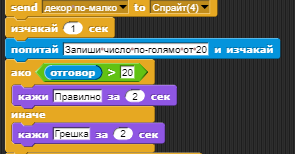 send декор по-малко to Спрайт(4)
изчакай 1 сек
попитай Запиши число по-голямо от 20 и изчакай
ако отговор > 20
кажи Правилно за 2 сек
иначе
кажи Грешка за 2 сек